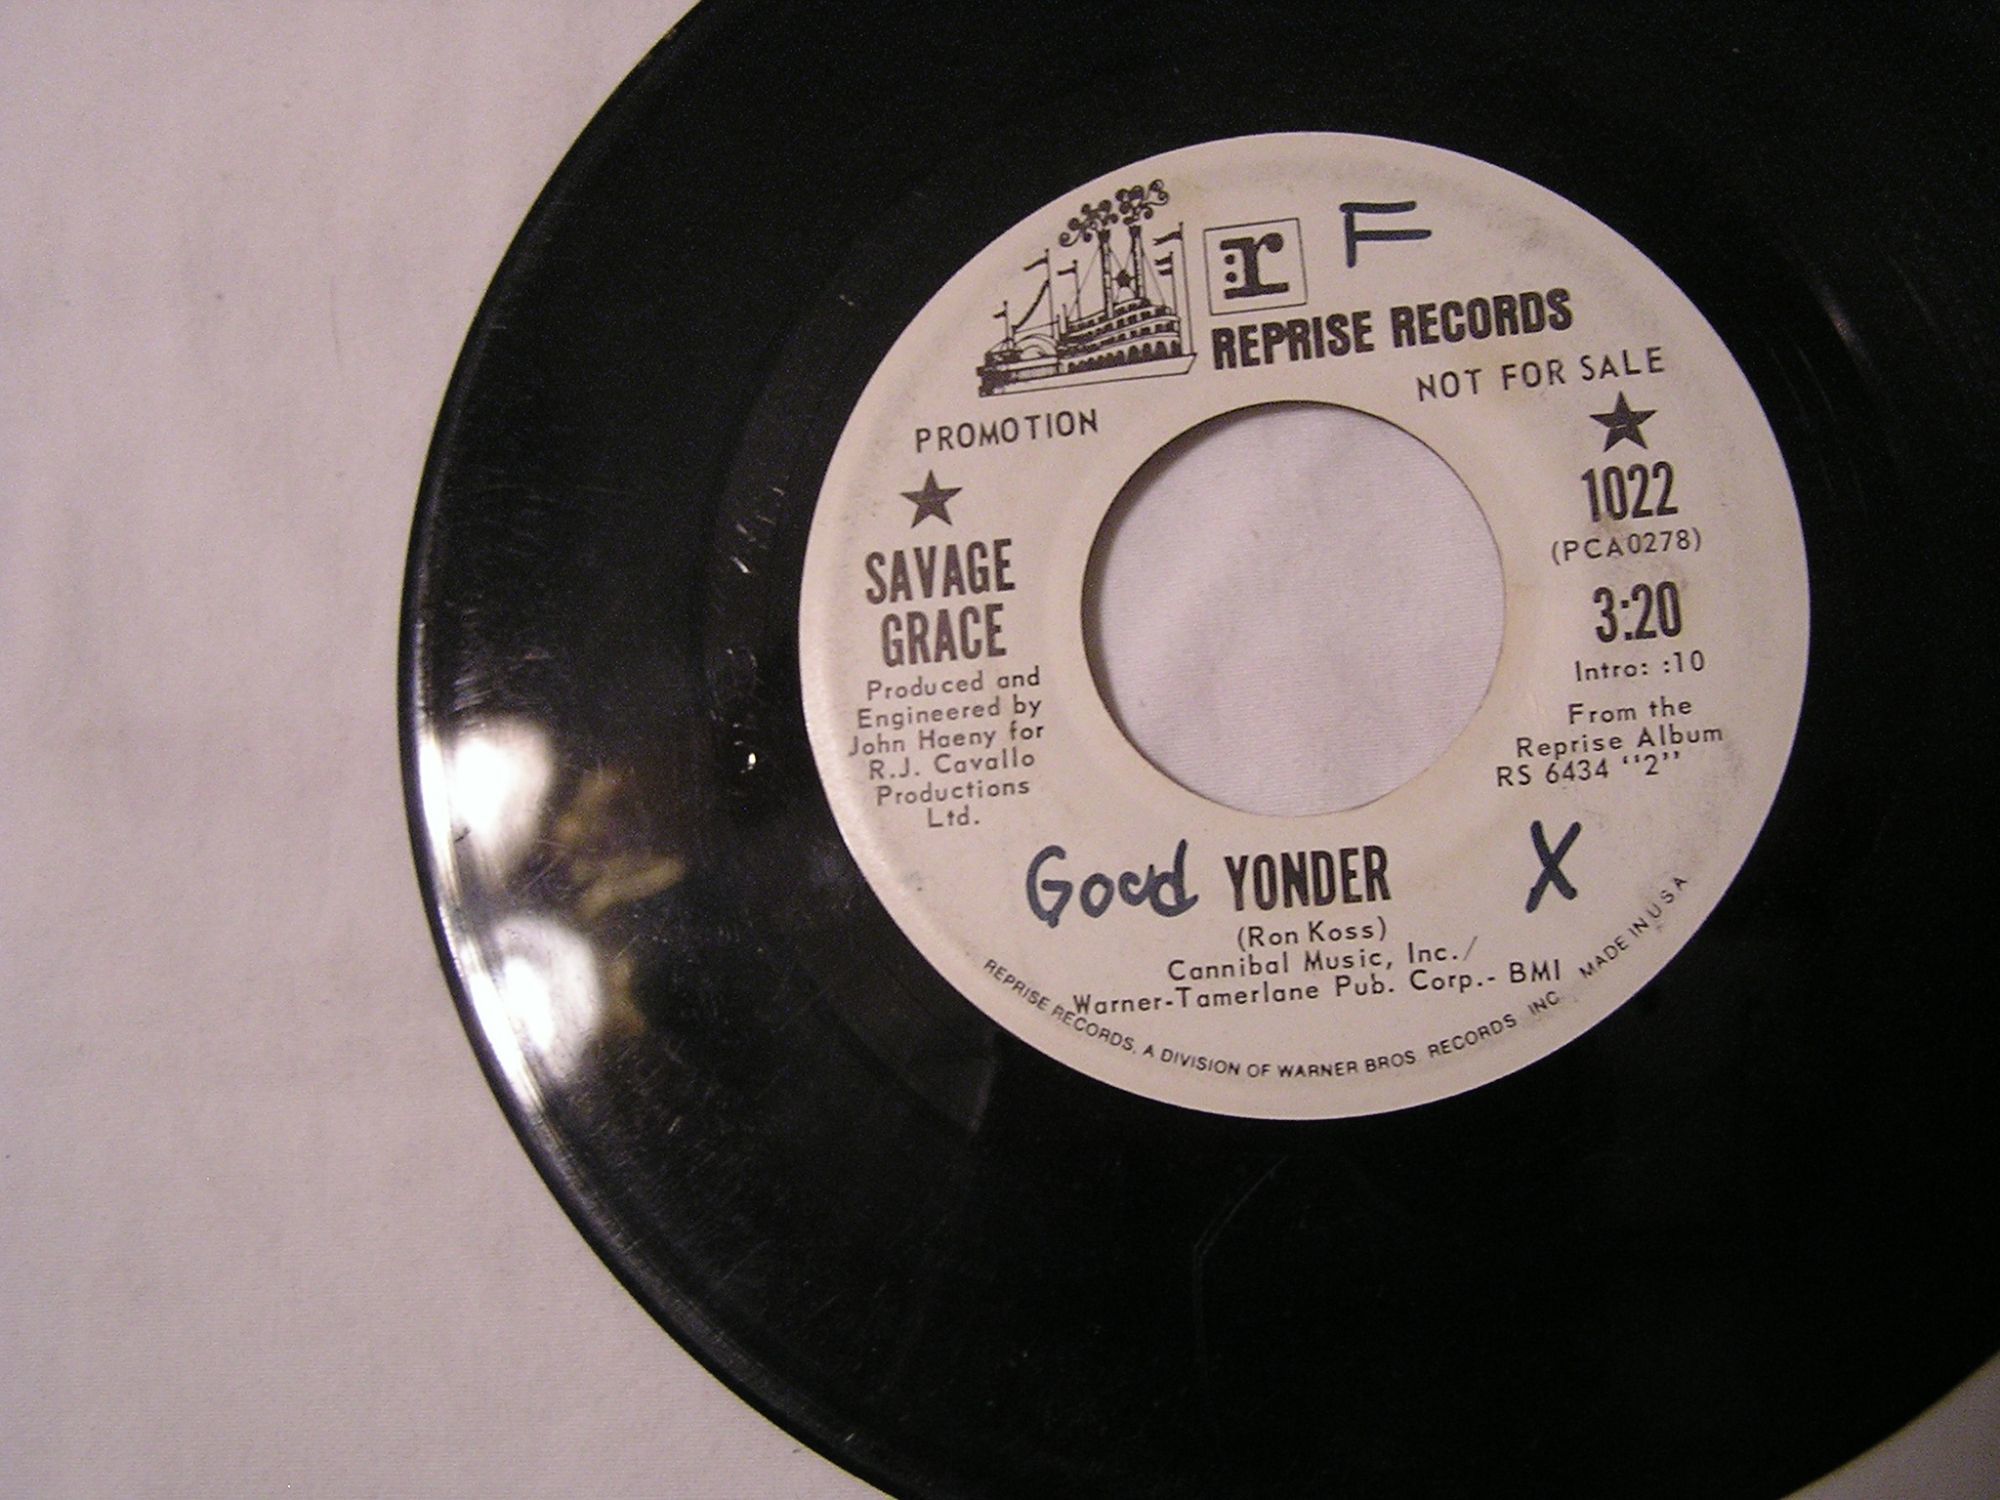 r F
REPRISE RECORDS
PROMOTION
NOT FOR SALE
SAVAGE
GRACE
Produced and
Engineered by
John Haeny for
R.J. Cavallo
Productions
Ltd.
1022
(PCA0278)
3:20
Intro: :10
From the
Reprise Album
RS 6434 "2"
Good YONDER X
(Ron Koss)
Cannibal Music, Inc./
Warner-Tamerlane Pub. Corp.- BMI
REPRISE RECORDS, A DIVISION OF WARNER BROS. RECORDS INC. MADE IN U.S.A.